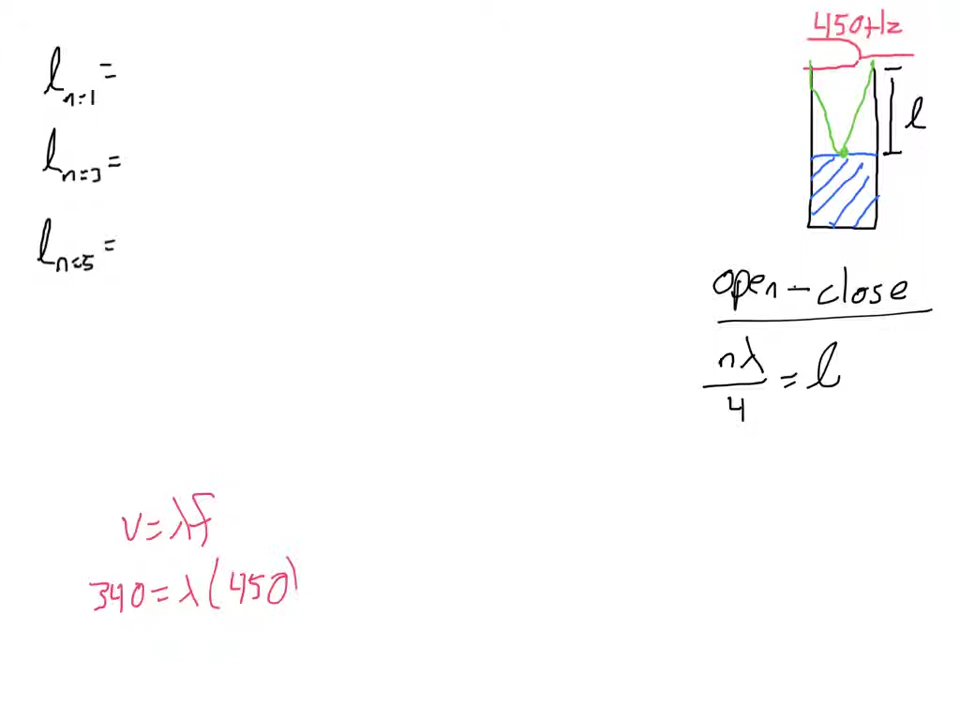 450Hz
l n=1 =
l
l n=3 =
l n=5 =
open - close
nλ/4 = l
v=λf
340=λ(450)